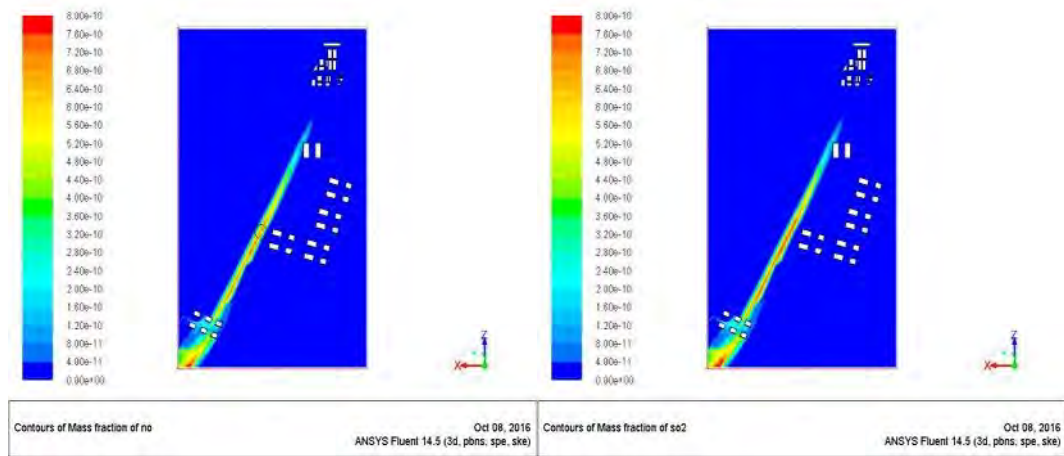 8.00e-10
7.60e-10
7.20e-10
6.80e-10
6.40e-10
6.00e-10
5.60e-10
5.20e-10
4.80e-10
4.40e-10
4.00e-10
3.60e-10
3.20e-10
2.80e-10
2.40e-10
2.00e-10
1.60e-10
1.20e-10
8.00e-11
4.00e-11
0.00e+00
Z
X
Contours of Mass fraction of no
Oct 08, 2016
ANSYS Fluent 14.5 (3d, pbns, spe, ske)
8.00e-10
7.60e-10
7.20e-10
6.80e-10
6.40e-10
6.00e-10
5.60e-10
5.20e-10
4.80e-10
4.40e-10
4.00e-10
3.60e-10
3.20e-10
2.80e-10
2.40e-10
2.00e-10
1.60e-10
1.20e-10
8.00e-11
4.00e-11
0.00e+00
Z
X
Contours of Mass fraction of so2
Oct 08, 2016
ANSYS Fluent 14.5 (3d, pbns, spe, ske)